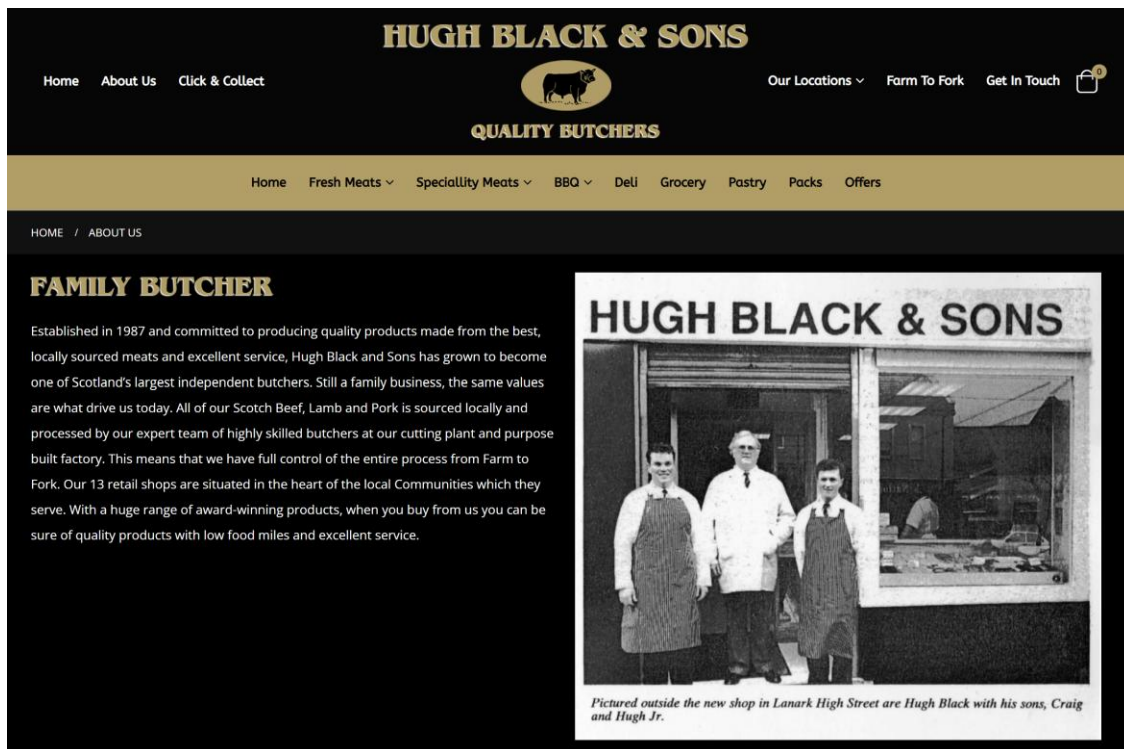 HUGH BLACK & SONS
Home About Us Click & Collect
Our Locations Farm To Fork Get In Touch 0
QUALITY BUTCHERS
Home Fresh Meats Speciallity Meats BBQ Deli Grocery Pastry Packs Offers
HOME / ABOUT US
FAMILY BUTCHER
Established in 1987 and committed to producing quality products made from the best,
locally sourced meats and excellent service, Hugh Black and Sons has grown to become
one of Scotland’s largest independent butchers. Still a family business, the same values
are what drive us today. All of our Scotch Beef, Lamb and Pork is sourced locally and
processed by our expert team of highly skilled butchers at our cutting plant and purpose
built factory. This means that we have full control of the entire process from Farm to
Fork. Our 13 retail shops are situated in the heart of the local Communities which they
serve. With a huge range of award-winning products, when you buy from us you can be
sure of quality products with low food miles and excellent service.
HUGH BLACK & SONS
Pictured outside the new shop in Lanark High Street are Hugh Black with his sons, Craig
and Hugh Jr.